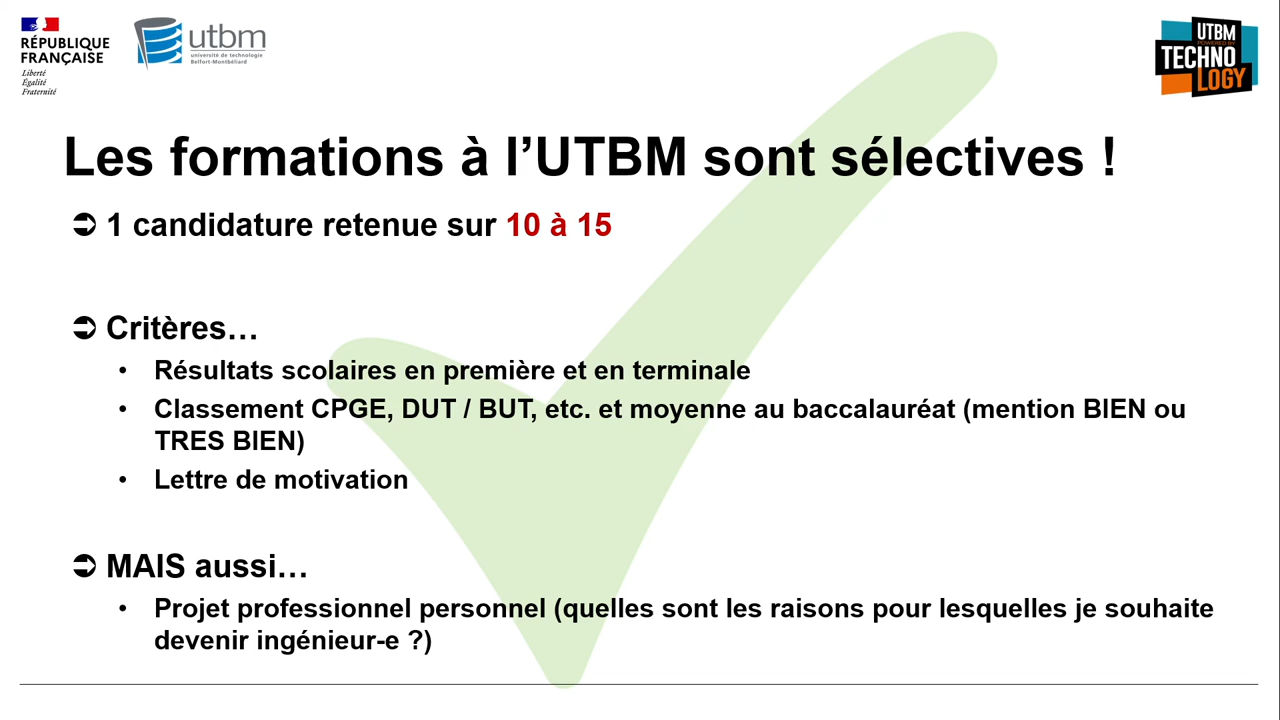 RÉPUBLIQUE
FRANÇAISE
Liberté
Égalité
Fraternité
utbm
université de technologie
Belfort-Montbéliard
UTBM
POWERED BY
TECHNO
LOGY
Les formations à l’UTBM sont sélectives !
➲ 1 candidature retenue sur 10 à 15
➲ Critères…
• Résultats scolaires en première et en terminale
• Classement CPGE, DUT / BUT, etc. et moyenne au baccalauréat (mention BIEN ou
TRES BIEN)
• Lettre de motivation
➲ MAIS aussi…
• Projet professionnel personnel (quelles sont les raisons pour lesquelles je souhaite
devenir ingénieur-e ?)